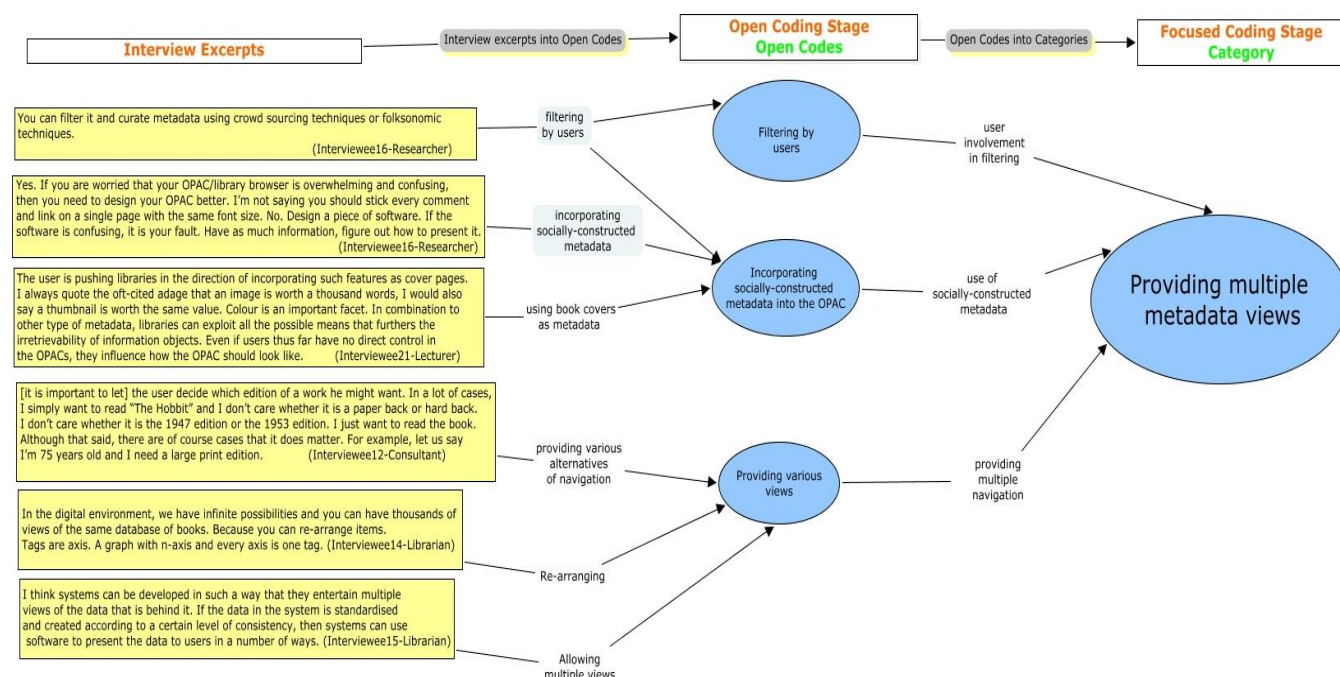 Interview Excerpts
Interview excerpts into Open Codes
Open Coding Stage
Open Codes
Open Codes into Categories
Focused Coding Stage
Category
You can filter it and curate metadata using crowd sourcing techniques or folksonomic
techniques.
(Interviewee16-Researcher)
filtering
by users
Filtering by
users
user
involvement
in filtering
Yes. If you are worried that your OPAC/library browser is overwhelming and confusing,
then you need to design your OPAC better. I'm not saying you should stick every comment
and link on a single page with the same font size. No. Design a piece of software. If the
software is confusing, it is your fault. Have as much information, figure out how to present it.
(Interviewee16-Researcher)
incorporating
socially-constructed
metadata
The user is pushing libraries in the direction of incorporating such features as cover pages.
I always quote the oft-cited adage that an image is worth a thousand words, I would also
say a thumbnail is worth the same value. Colour is an important facet. In combination to
other type of metadata, libraries can exploit all the possible means that furthers the
irretrievability of information objects. Even if users thus far have no direct control in
the OPACs, they influence how the OPAC should look like. (Interviewee21-Lecturer)
using book covers
as metadata
Incorporating
socially-constructed
metadata into the OPAC
use of
socially-constructed
metadata
Providing multiple
metadata views
[it is important to let] the user decide which edition of a work he might want. In a lot of cases,
I simply want to read "The Hobbit" and I don't care whether it is a paper back or hard back.
I don't care whether it is the 1947 edition or the 1953 edition. I just want to read the book.
Although that said, there are of course cases that it does matter. For example, let us say
I'm 75 years old and I need a large print edition. (Interviewee12-Consultant)
providing various
alternatives
of navigation
Providing various
views
providing
multiple
navigation
In the digital environment, we have infinite possibilities and you can have thousands of
views of the same database of books. Because you can re-arrange items.
Tags are axis. A graph with n-axis and every axis is one tag. (Interviewee14-Librarian)
Re-arranging
I think systems can be developed in such a way that they entertain multiple
views of the data that is behind it. If the data in the system is standardised
and created according to a certain level of consistency, then systems can use
software to present the data to users in a number of ways. (Interviewee15-Librarian)
Allowing
multiple views